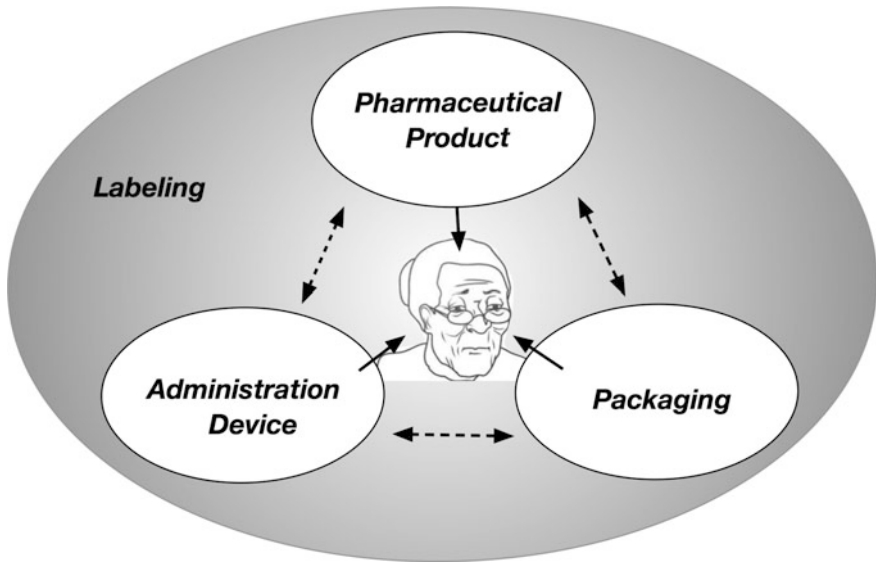 Pharmaceutical
Product
Labeling
Administration
Device
Packaging